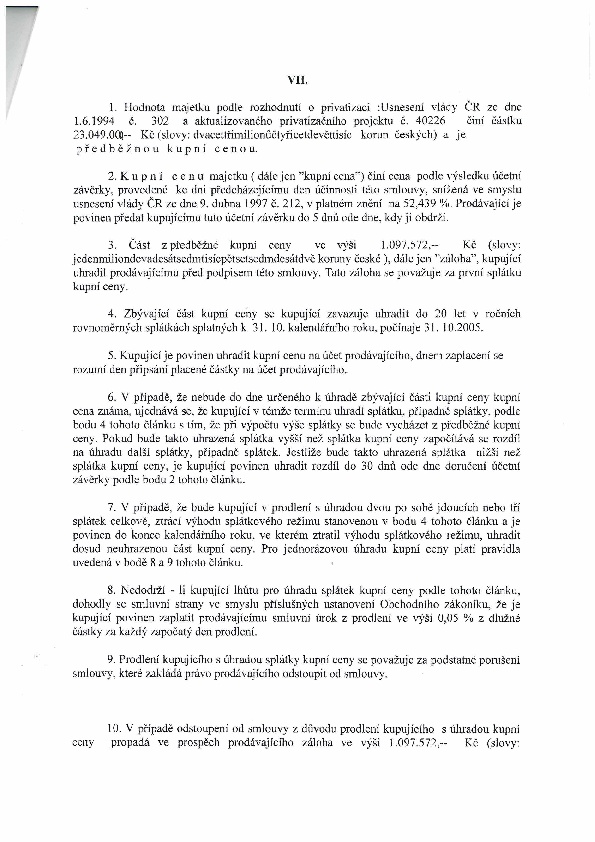 VII.
1. Hodnota majetku podle rozhodnutí o privatizaci :Usnesení vlády ČR ze dne
1.6.1994 č. 302 a aktualizovaného privatizačního projektu č. 40226 činí částku
23.049.000,-- Kč (slovy: dvacettřimilionůčtyřicetdevěttisíc korun českých) a je
p ř e d b ě ž n o u k u p n í c e n o u.
2. K u p n í c e n u majetku ( dále jen "kupní cena") činí cena podle výsledku účetní
závěrky, provedené ke dni předcházejícímu den účinnosti této smlouvy, snížená ve smyslu
usnesení vlády ČR ze dne 9. dubna 1997 č. 212, v platném znění na 52,439 %. Prodávající je
povinen předat kupujícímu tuto účetní závěrku do 5 dnů ode dne, kdy ji obdrží.
3. Část z předběžné kupní ceny ve výši 1.097.572,-- Kč (slovy:
jedenmiliondevadesátsedmtisícpětsetsedmdesátdvě koruny české ), dále jen "záloha", kupující
uhradil prodávajícímu před podpisem této smlouvy. Tato záloha se považuje za první splátku
kupní ceny.
4. Zbývající část kupní ceny se kupující zavazuje uhradit do 20 let v ročních
rovnoměrných splátkách splatných k 31. 10. kalendářního roku, počínaje 31. 10.2005.
5. Kupující je povinen uhradit kupní cenu na účet prodávajícího, dnem zaplacení se
rozumí den připsání placené částky na účet prodávajícího.
6. V případě, že nebude do dne určeného k úhradě zbývající části kupní ceny kupní
cena známa, ujednává se, že kupující v témže termínu uhradí splátku, případně splátky, podle
bodu 4 tohoto článku s tím, že při výpočtu výše splátky se bude vycházet z předběžné kupní
ceny. Pokud bude takto uhrazená splátka vyšší než splátka kupní ceny započítává se rozdíl
na úhradu další splátky, případně splátek. Jestliže bude takto uhrazená splátka nižší než
splátka kupní ceny, je kupující povinen uhradit rozdíl do 30 dnů ode dne doručení účetní
závěrky podle bodu 2 tohoto článku.
7. V případě, že bude kupující v prodlení s úhradou dvou po sobě jdoucích nebo tří
splátek celkově, ztrácí výhodu splátkového režimu stanovenou v bodu 4 tohoto článku a je
povinen do konce kalendářního roku, ve kterém ztratil výhodu splátkového režimu, uhradit
dosud neuhrazenou část kupní ceny. Pro jednorázovou úhradu kupní ceny platí pravidla
uvedená v bodě 8 a 9 tohoto článku.
8. Nedodrží - li kupující lhůtu pro úhradu splátek kupní ceny podle tohoto článku,
dohodly se smluvní strany ve smyslu příslušných ustanovení Obchodního zákoníku, že je
kupující povinen zaplatit prodávajícímu smluvní úrok z prodlení ve výši 0,05 % z dlužné
částky za každý započatý den prodlení.
9. Prodlení kupujícího s úhradou splátky kupní ceny se považuje za podstatné porušení
smlouvy, které zakládá právo prodávajícího odstoupit od smlouvy.
10. V případě odstoupení od smlouvy z důvodu prodlení kupujícího s úhradou kupní
ceny propadá ve prospěch prodávajícího záloha ve výši 1.097.572,-- Kč (slovy: